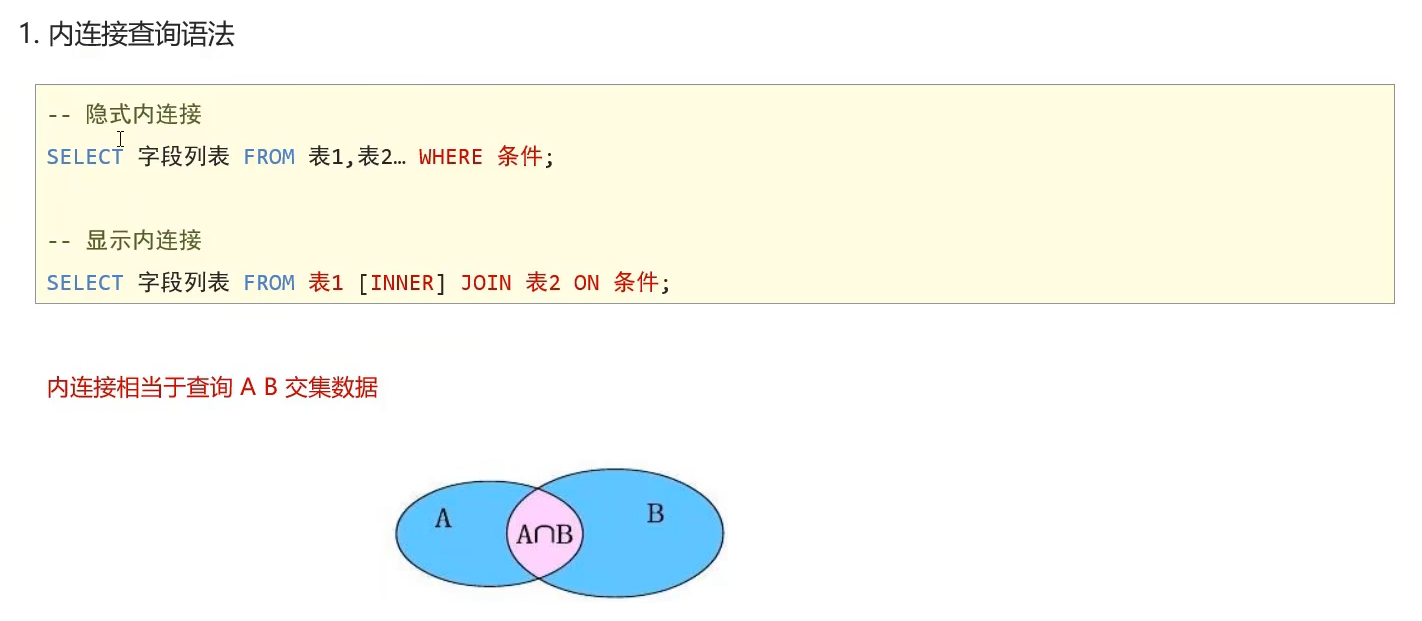 1. 内连接查询语法
-- 隐式内连接
SELECT 字段列表 FROM 表1,表2… WHERE 条件;
-- 显示内连接
SELECT 字段列表 FROM 表1 [INNER] JOIN 表2 ON 条件;
内连接相当于查询 A B 交集数据
A
A∩B
B